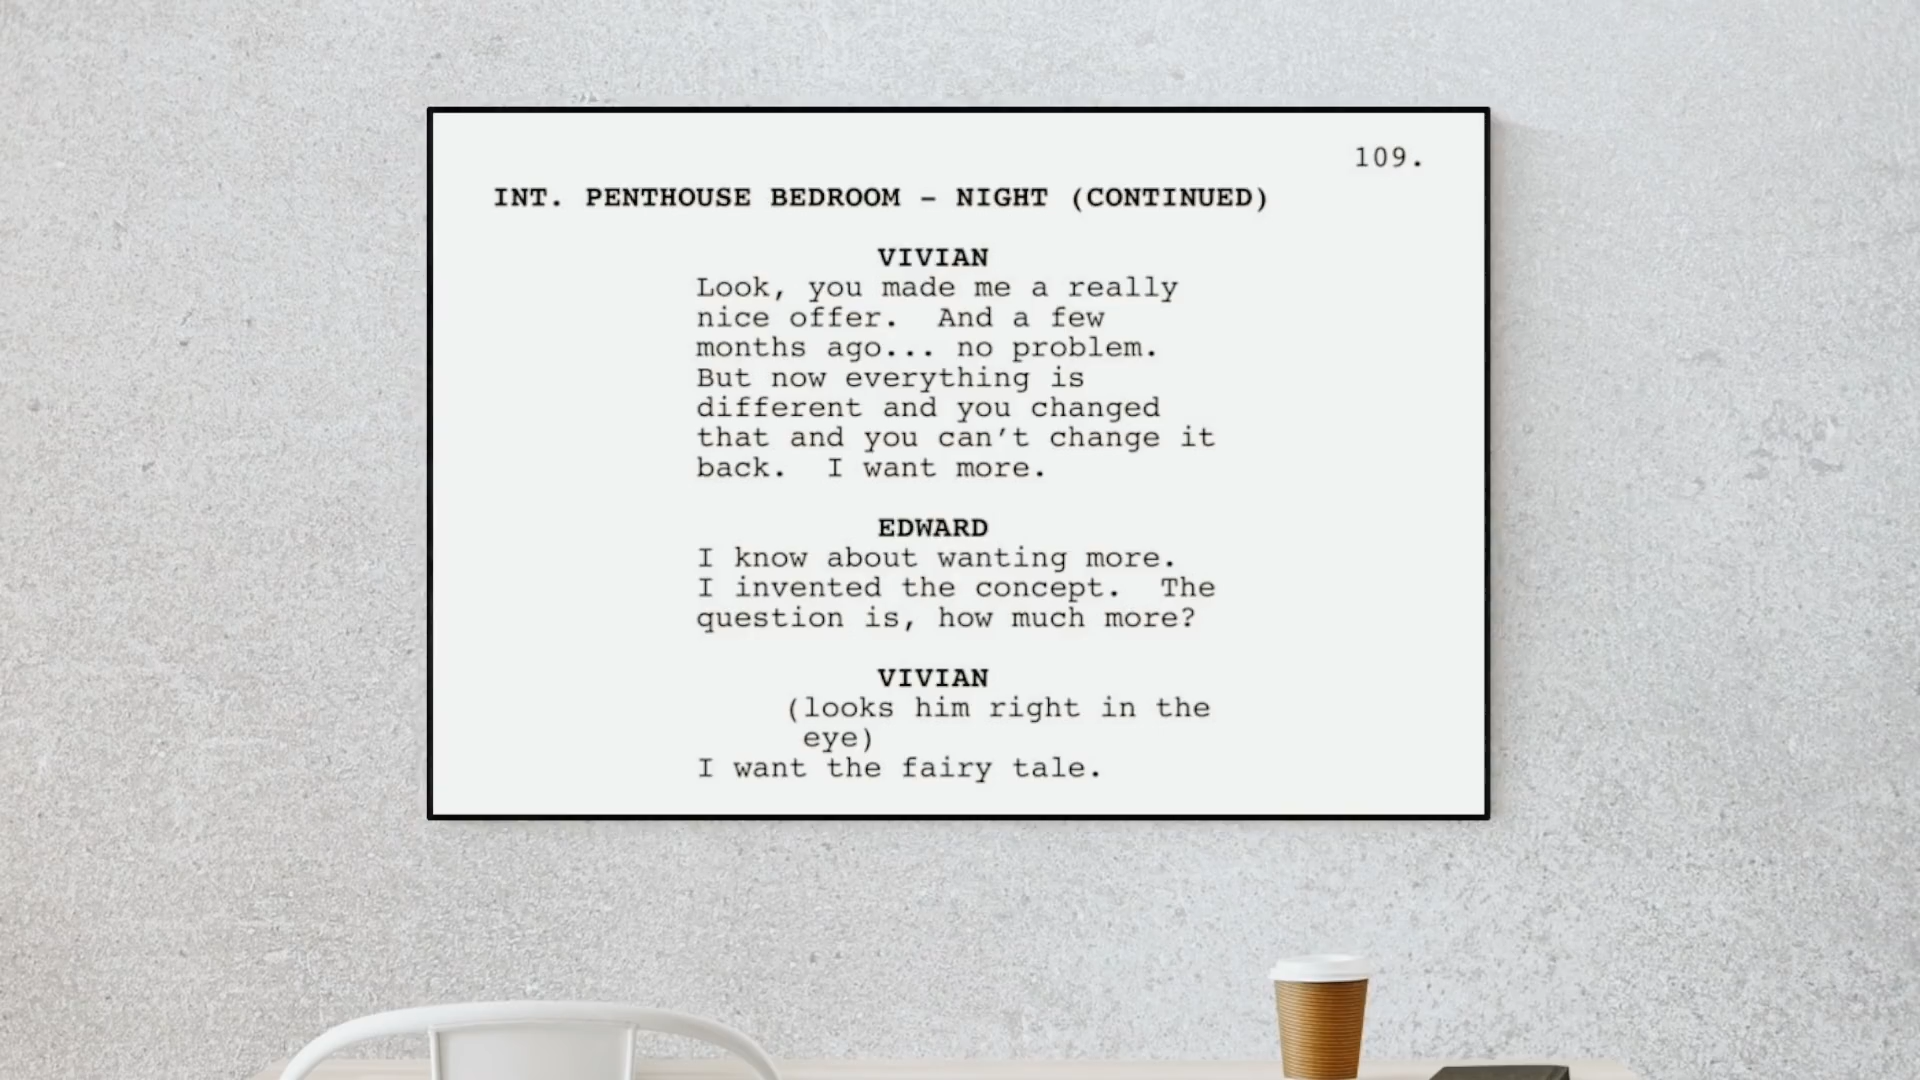 109.
INT. PENTHOUSE BEDROOM – NIGHT (CONTINUED)
VIVIAN
Look, you made me a really
nice offer.  And a few
months ago... no problem.
But now everything is
different and you changed
that and you can’t change it
back.  I want more.
EDWARD
I know about wanting more.
I invented the concept.  The
question is, how much more?
VIVIAN
(looks him right in the
eye)
I want the fairy tale.